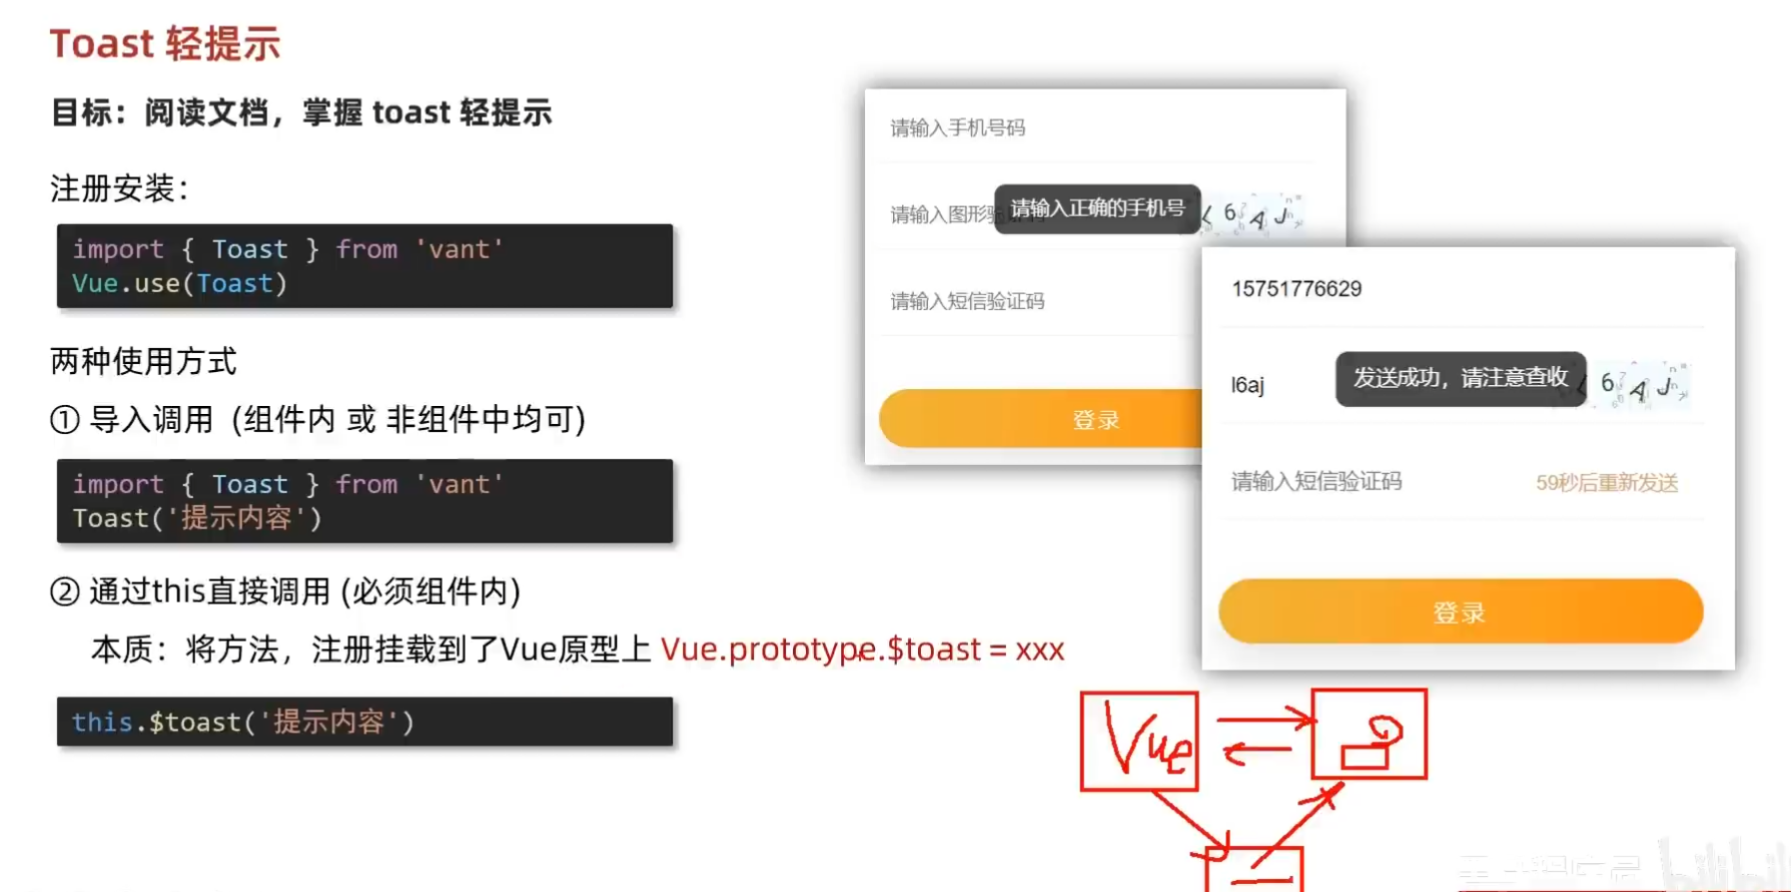 Toast 轻提示
目标：阅读文档，掌握 toast 轻提示
注册安装：
import { Toast } from 'vant'
Vue.use(Toast)
两种使用方式
① 导入调用 (组件内 或 非组件中均可)
import { Toast } from 'vant'
Toast('提示内容')
② 通过this直接调用 (必须组件内)
本质：将方法，注册挂载到了Vue原型上 Vue.prototype.$toast = xxx
this.$toast('提示内容')
请输入手机号码
请输入图形验
请输入正确的手机号
6AJ
请输入短信验证码
登录
15751776629
l6aj
发送成功，请注意查收
6AJ
请输入短信验证码
59秒后重新发送
登录
Vue
bilibili